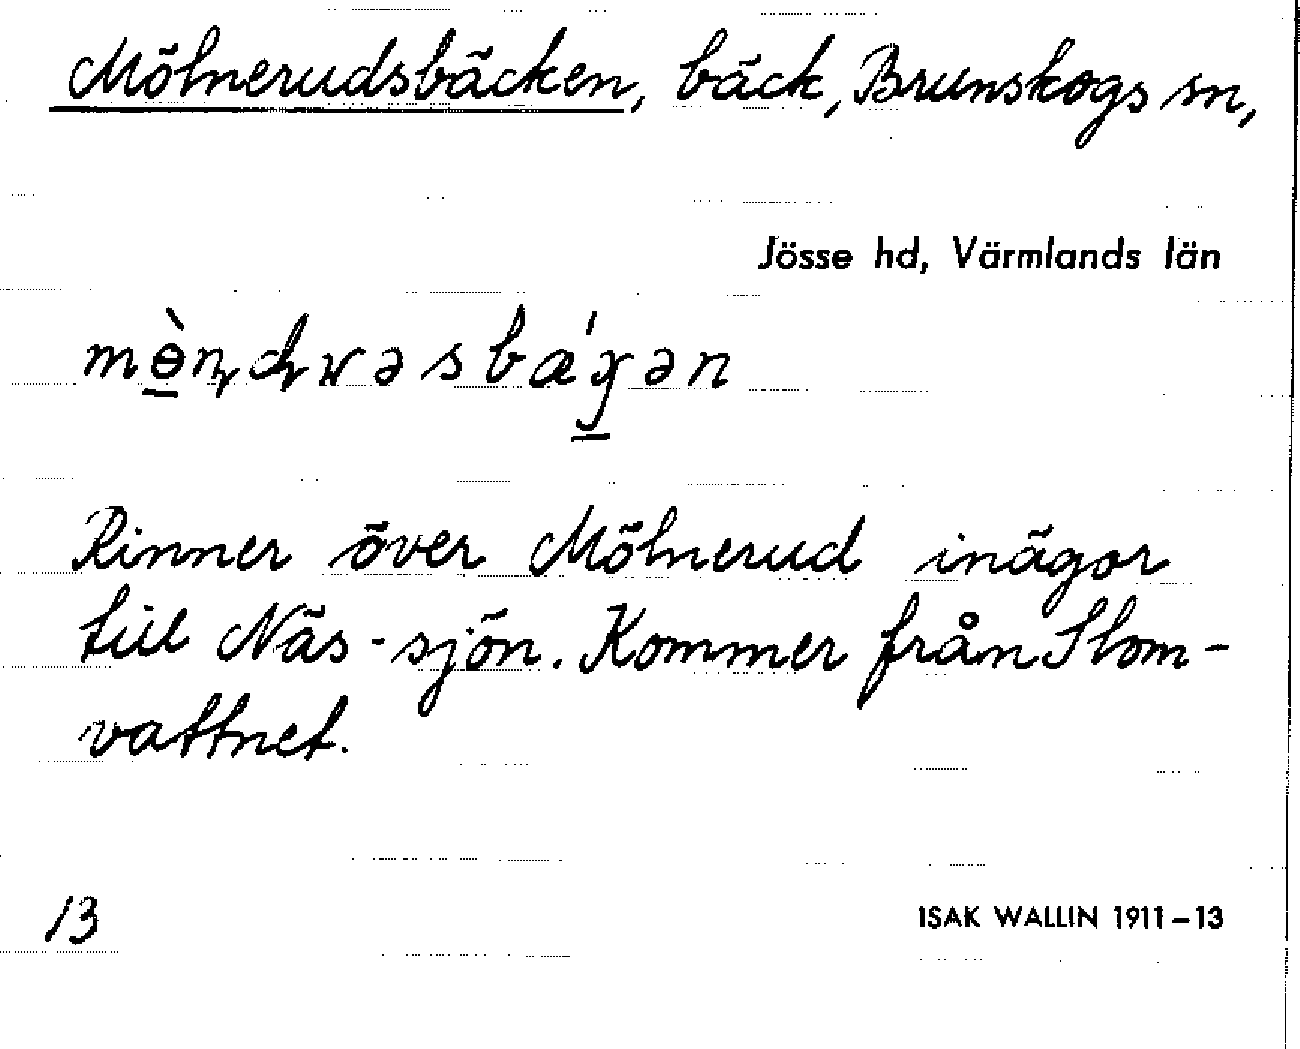 Mölnerudsbäcken, bäck, Brunskogs sn,
Jösse hd, Värmlands län
Rinner över Mölnerud inägor
till Näs-sjön. Kommer från Slom-
vattnet.
13
ISAK WALLIN 1911–13